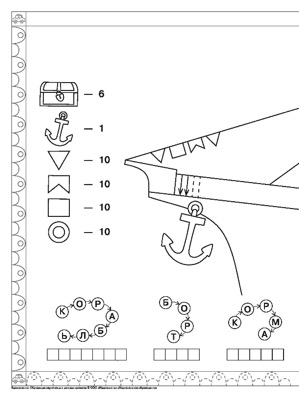 – 6
– 1
– 10
– 10
– 10
– 10
К О Р А Б Л Ь
Б О Р Т
К О Р М А